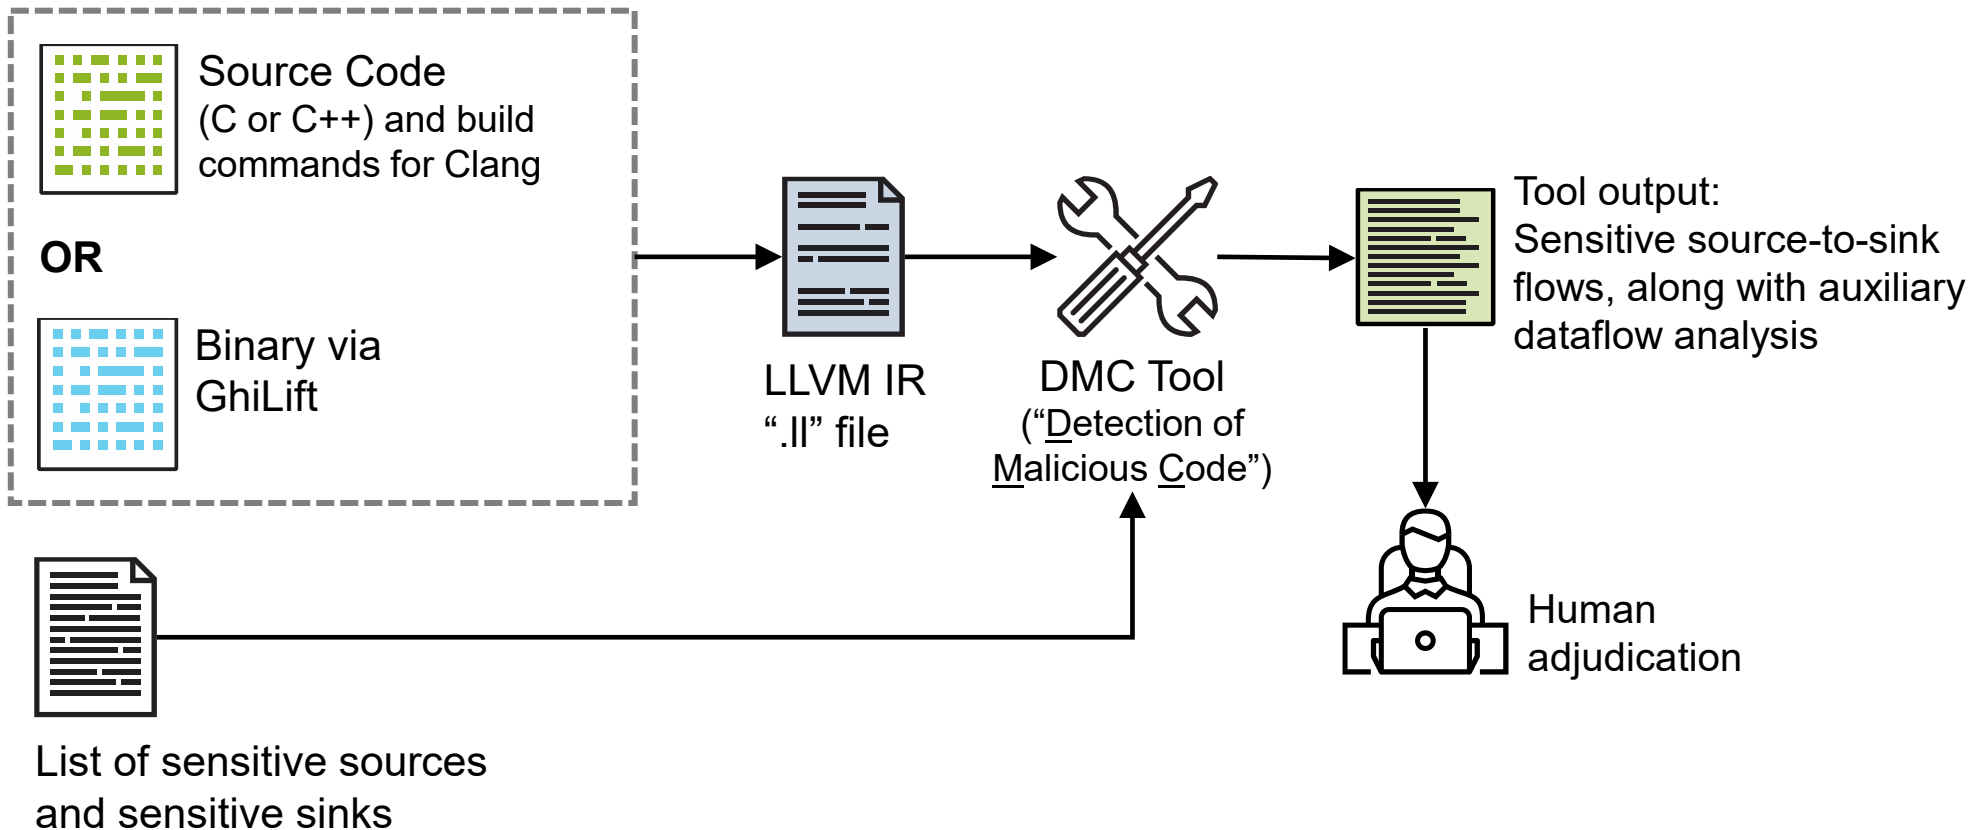 Source Code
(C or C++) and build
commands for Clang
OR
Binary via
GhiLift
LLVM IR
“.ll” file
DMC Tool
(“Detection of
Malicious Code”)
Tool output:
Sensitive source-to-sink
flows, along with auxiliary
dataflow analysis
Human
adjudication
List of sensitive sources
and sensitive sinks